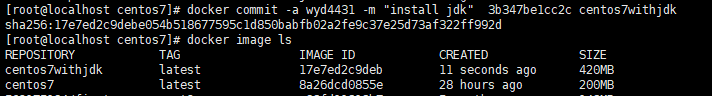 [root@localhost centos7]# docker commit -a wyd4431 -m "install jdk"  3b347be1cc2c centos7withjdk
sha256:17e7ed2c9debe054b518677595c1d850babfb02a2fe9c37e25d73af322ff992d
[root@localhost centos7]# docker image ls
REPOSITORY TAG IMAGE ID CREATED SIZE
centos7withjdk latest 17e7ed2c9deb 11 seconds ago 420MB
centos7 latest 8a26dcd0855e 28 hours ago 200MB